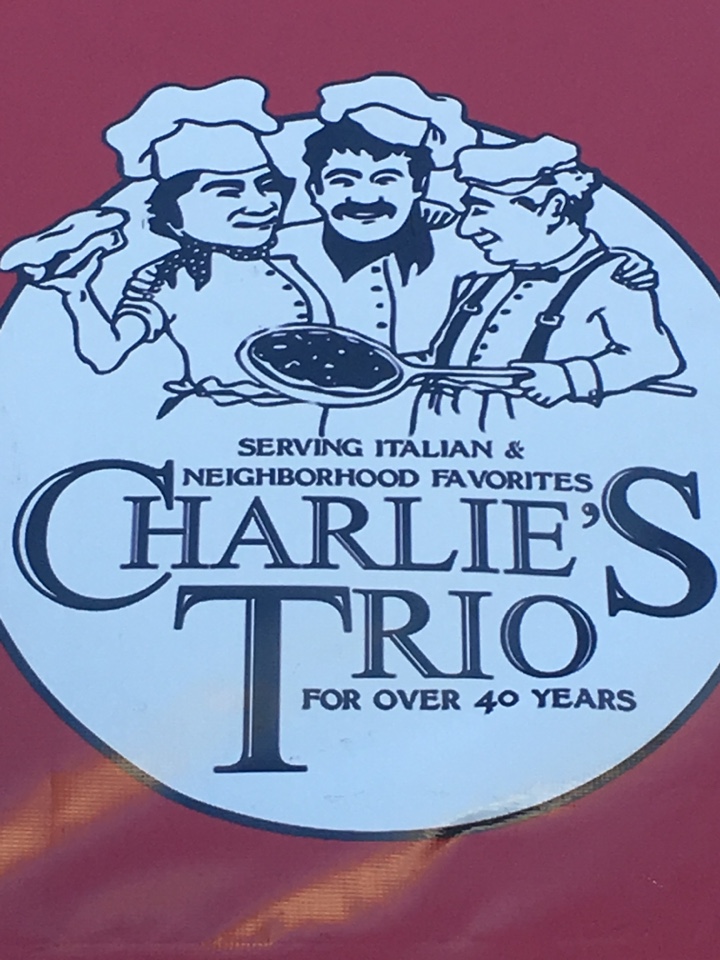 SERVING ITALIAN &
NEIGHBORHOOD FAVORITES
CHARLIE'S
TRIO
FOR OVER 40 YEARS